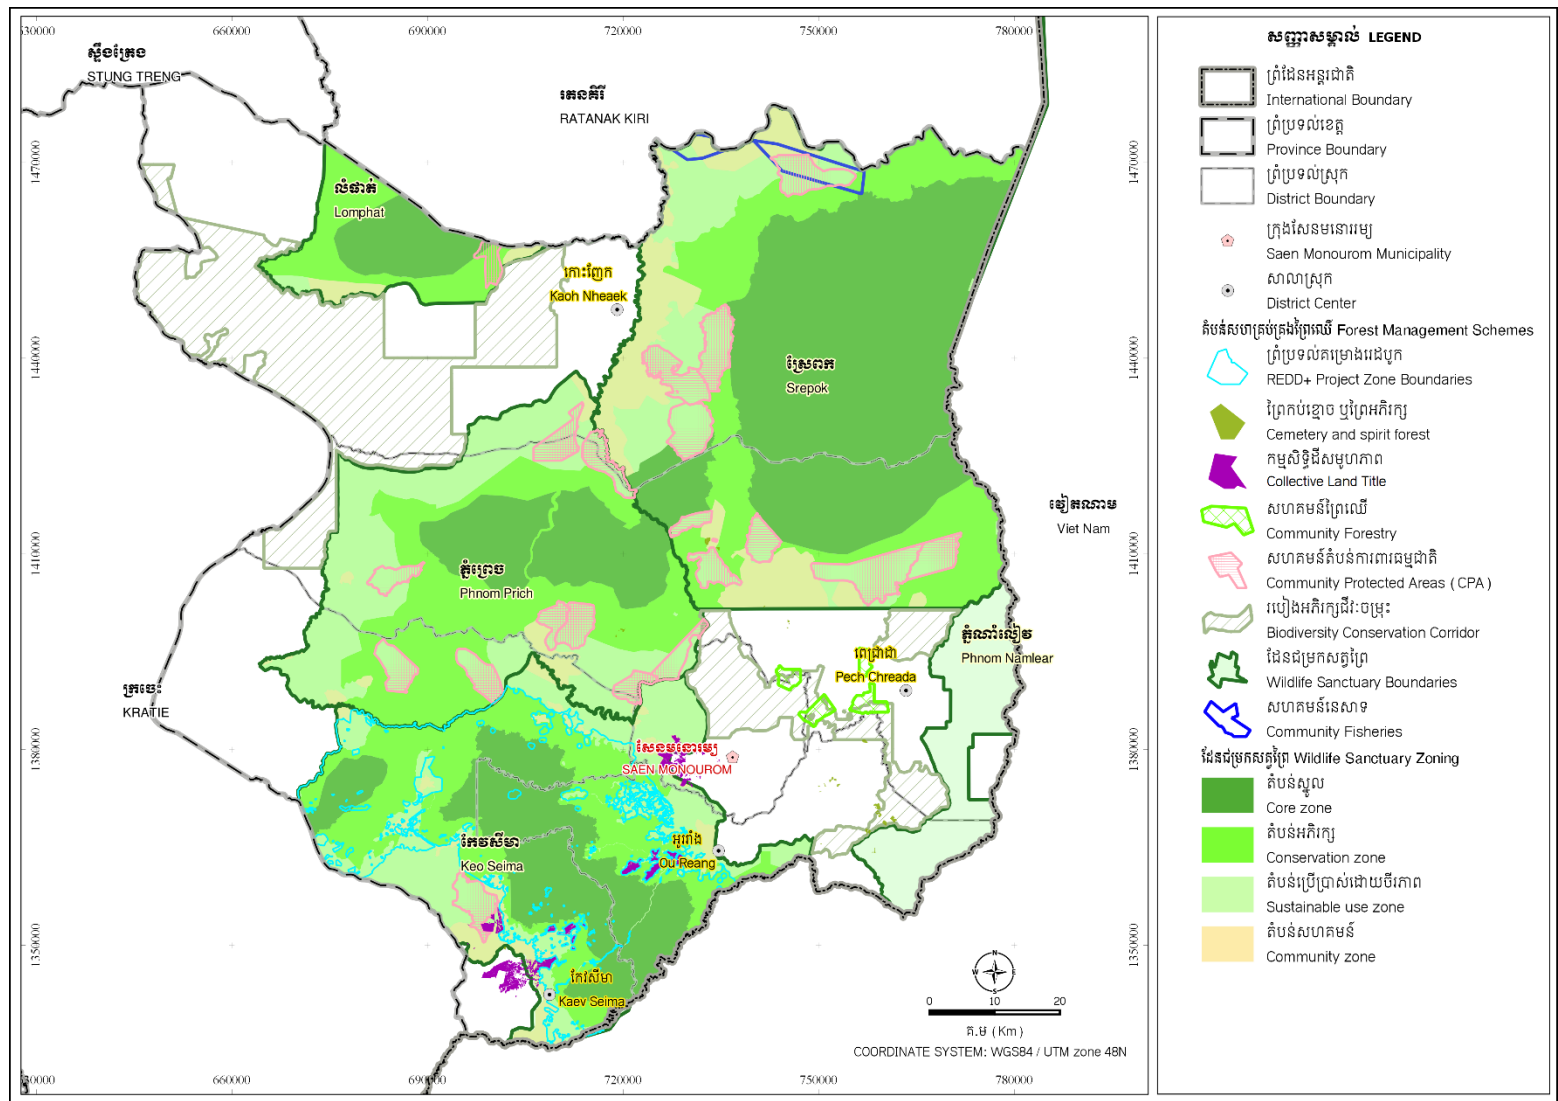 630000 660000 690000 720000 750000 780000
ស្ទឹងត្រែង
STUNG TRENG
រតនគិរី
RATANAK KIRI
1470000
1470000
លំផាត់
Lomphat
កោះញែក
Kaoh Nheaek
1440000
1440000
ស្រែពក
Srepok
វៀតណាម
Viet Nam
1410000
1410000
ភ្នំព្រេច
Phnom Prich
ភ្នំណាំលៀវ
Phnom Namlear
ពេជ្រាដា
Pech Chreada
ក្រចេះ
KRATIE
1380000
1380000
សែនមនោរម្យ
SAEN MONOUROM
អូររាំង
Ou Reang
កែវសីមា
Keo Seima
1350000
1350000
កែវសីមា
Kaev Seima
N
W E
S
0 10 20
គ.ម (Km)
COORDINATE SYSTEM: WGS84 / UTM zone 48N
630000 660000 690000 720000 750000 780000
សញ្ញាសម្គាល់ LEGEND
ព្រំដែនអន្តរជាតិ
International Boundary
ព្រំប្រទល់ខេត្ត
Province Boundary
ព្រំប្រទល់ស្រុក
District Boundary
ក្រុងសែនមនោរម្យ
Saen Monourom Municipality
សាលាស្រុក
District Center
តំបន់សហគ្រប់គ្រងព្រៃឈើ Forest Management Schemes
ព្រំប្រទល់គម្រោងរេដបូក
REDD+ Project Zone Boundaries
ព្រៃកប់ខ្មោច ឬព្រៃអភិរក្ស
Cemetery and spirit forest
កម្មសិទ្ធិដីសមូហភាព
Collective Land Title
សហគមន៍ព្រៃឈើ
Community Forestry
សហគមន៍តំបន់ការពារធម្មជាតិ
Community Protected Areas (CPA)
របៀងអភិរក្សជីវៈចម្រុះ
Biodiversity Conservation Corridor
ដែនជម្រកសត្វព្រៃ
Wildlife Sanctuary Boundaries
សហគមន៍នេសាទ
Community Fisheries
ដែនជម្រកសត្វព្រៃ Wildlife Sanctuary Zoning
តំបន់ស្នូល
Core zone
តំបន់អភិរក្ស
Conservation zone
តំបន់ប្រើប្រាស់ដោយចីរភាព
Sustainable use zone
តំបន់សហគមន៍
Community zone